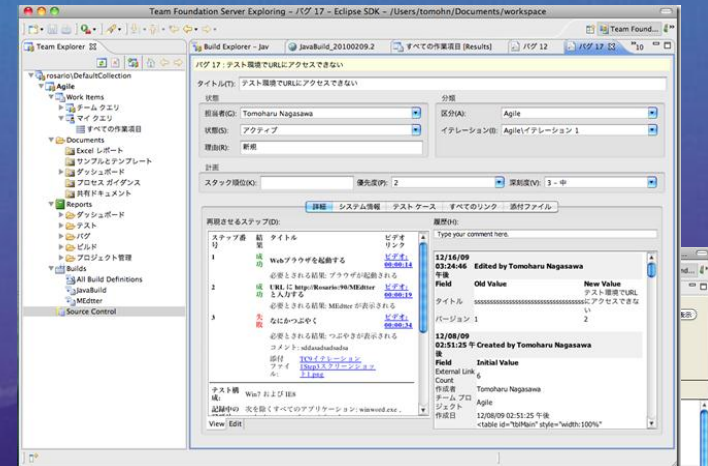 Team Foundation Server Exploring - バグ 17 - Eclipse SDK - /Users/tomohn/Documents/workspace
Team Found...
Team Explorer
Build Explorer - Jav
JavaBuild_20100209.2
すべての作業項目 [Results]
バグ 12
バグ 17
10
rosario\DefaultCollection
Agile
Work Items
チーム クエリ
マイ クエリ
すべての作業項目
Documents
Excel レポート
サンプルとテンプレート
ダッシュボード
プロセス ガイダンス
共有ドキュメント
Reports
ダッシュボード
テスト
バグ
ビルド
プロジェクト管理
Builds
All Build Definitions
JavaBuild
MEdtter
Source Control
バグ 17 : テスト環境でURLにアクセスできない
タイトル(T): テスト環境でURLにアクセスできない
状態
分類
担当者(G): Tomoharu Nagasawa
区分(A): Agile
状態(S): アクティブ
イテレーション(I): Agile\イテレーション 1
理由(R): 新規
計画
スタック順位(K):
優先度(P): 2
深刻度(V): 3 - 中
詳細 システム情報 テスト ケース すべてのリンク 添付ファイル
再現させるステップ(D):
履歴(H):
Type your comment here.
ステップ番号 結果 タイトル ビデオ リンク
1 成功 Webブラウザを起動する ビデオ: 00:00:14
必要とされる結果: ブラウザが起動される
2 成功 URL に http://Rosario:90/MEdtter と入力する ビデオ: 00:00:19
必要とされる結果: MEdtter が表示される
3 失敗 なにかつぶやく ビデオ: 00:00:34
必要とされる結果: つぶやきが表示される
コメント:
添付ファイル: TC9イテレーション1Step3スクリーンショット1.png
テスト構成: Win7 および IE8
記録中の 次を除くすべてのアプリケーション: winword.exe ,
View Edit
12/16/09
03:24:46 午後 Edited by Tomoharu Nagasawa
Field Old Value New Value
タイトル テスト環境でURLにアクセスできない
バージョン 1 2
12/08/09
02:51:25 午後 Created by Tomoharu Nagasawa
Field Initial Value
External Link Count 6
作成者 Tomoharu Nagasawa
チーム プロジェクト Agile
作成日 12/08/09 02:51:25 午後
<table id="tblMain" style="width:100%"